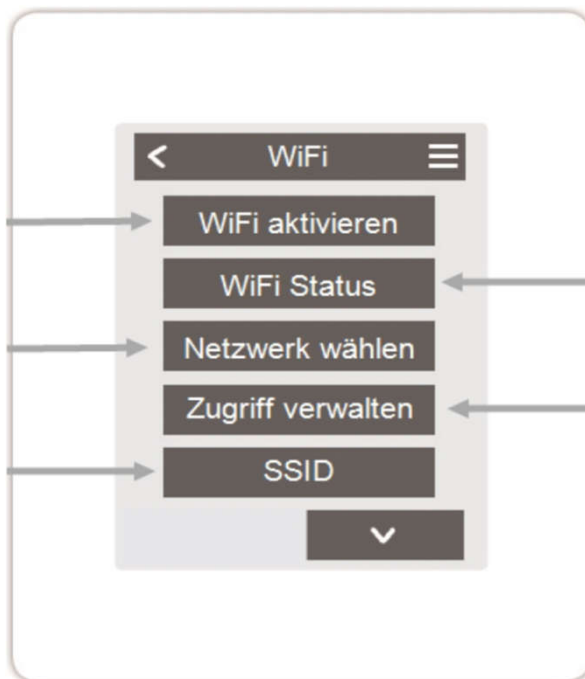 WiFi
WiFi aktivieren
WiFi Status
Netzwerk wählen
Zugriff verwalten
SSID